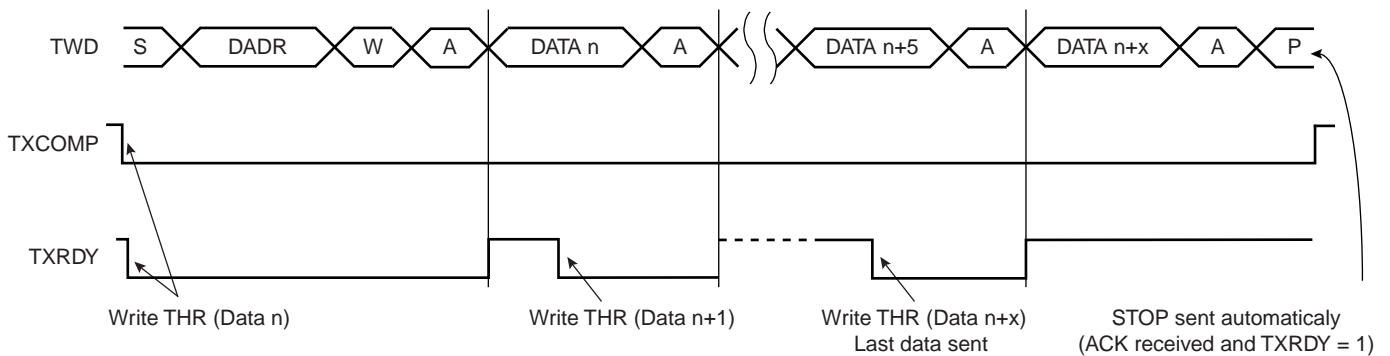 TWD S DADR W A DATA n A DATA n+5 A DATA n+x A P
TXCOMP
TXRDY
Write THR (Data n)
Write THR (Data n+1)
Write THR (Data n+x)
Last data sent
STOP sent automaticaly
(ACK received and TXRDY = 1)